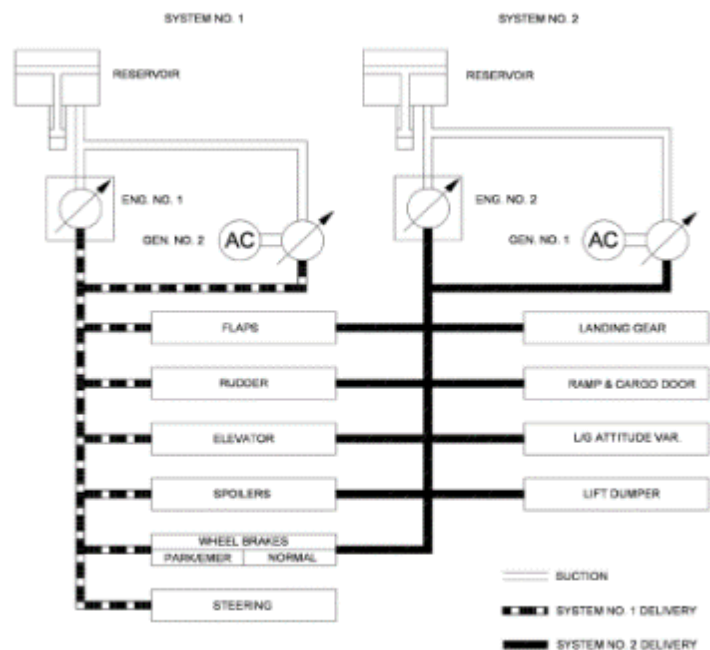 SYSTEM NO. 1
SYSTEM NO. 2
RESERVOIR
RESERVOIR
ENG. NO. 1
ENG. NO. 2
GEN. NO. 2
AC
GEN. NO. 1
AC
FLAPS
LANDING GEAR
RUDDER
RAMP & CARGO DOOR
ELEVATOR
L/G ATTITUDE VAR.
SPOILERS
LIFT DUMPER
WHEEL BRAKES
PARK/EMER
NORMAL
STEERING
SUCTION
SYSTEM NO. 1 DELIVERY
SYSTEM NO. 2 DELIVERY